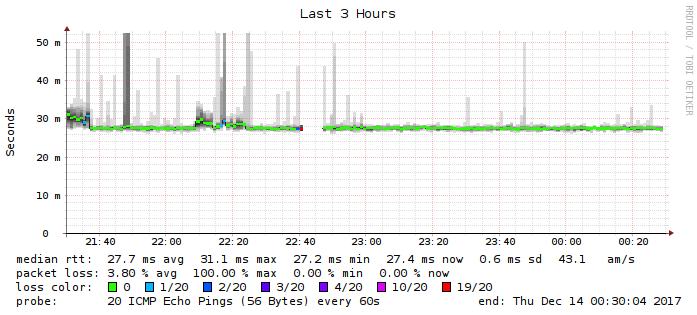 Last 3 Hours
RRDTOOL / TOBI OETIKER
Seconds
50 m
40 m
30 m
20 m
10 m
0
21:40 22:00 22:20 22:40 23:00 23:20 23:40 00:00 00:20
median rtt: 27.7 ms avg 31.1 ms max 27.2 ms min 27.4 ms now 0.6 ms sd 43.1 am/s
packet loss: 3.80 % avg 100.00 % max 0.00 % min 0.00 % now
loss color: 0 1/20 2/20 3/20 4/20 10/20 19/20
probe: 20 ICMP Echo Pings (56 Bytes) every 60s end: Thu Dec 14 00:30:04 2017